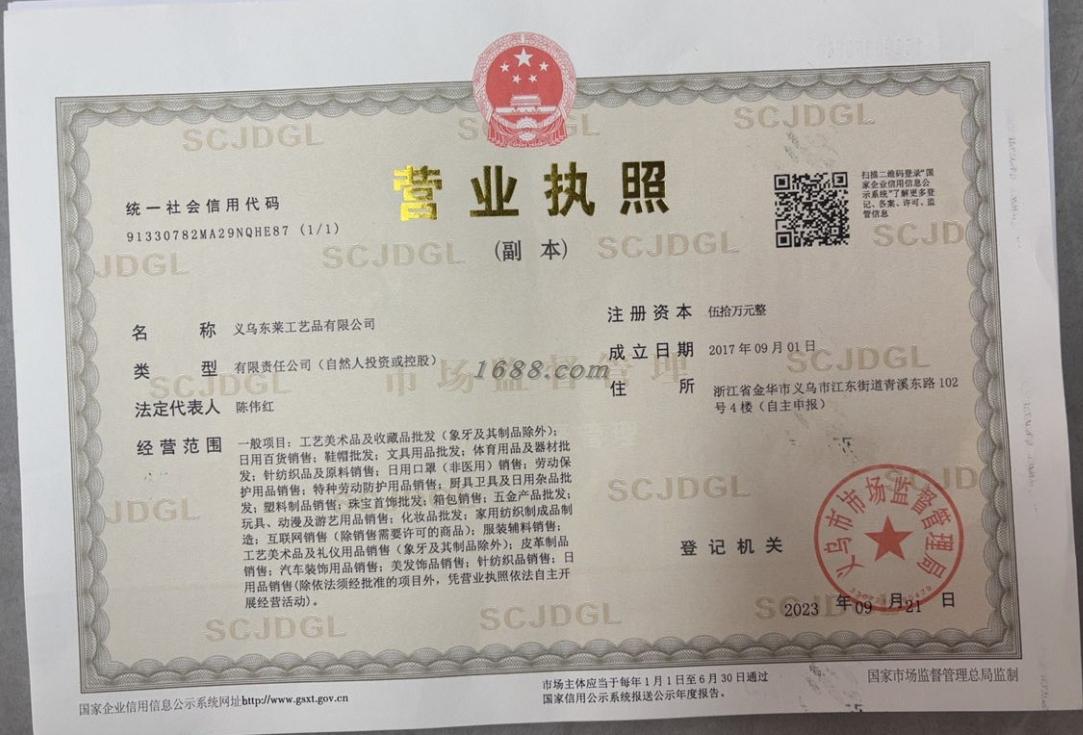 SCJDGL
SCJDGL
SCJDGL
营业执照
(副 本)
统一社会信用代码
91330782MA29NQHE87 (1/1)
扫描二维码登录"国
家企业信用信息公
示系统"了解更多登
记、备案、许可、监
管信息
JDGL
SCJDGL
SCJDGL
SCJD
名 称 义乌东莱工艺品有限公司
类 型 有限责任公司（自然人投资或控股）
法定代表人 陈伟红
经营范围 一般项目：工艺美术品及收藏品批发（象牙及其制品除外）；
日用百货销售；鞋帽批发；文具用品批发；体育用品及器材批
发；针纺织品及原料销售；日用口罩（非医用）销售；劳动保
护用品销售；特种劳动防护用品销售；厨具卫具及日用杂品批
发；塑料制品销售；珠宝首饰批发；箱包销售；五金产品批发；
玩具、动漫及游艺用品销售；化妆品批发；家用纺织制成品制
造；互联网销售（除销售需要许可的商品）；服装辅料销售；
工艺美术品及礼仪用品销售（象牙及其制品除外）；皮革制品
销售；汽车装饰用品销售；美发饰品销售；针纺织品销售；日
用品销售(除依法须经批准的项目外，凭营业执照依法自主开
展经营活动)。
注册资本 伍拾万元整
成立日期 2017年09月01日
住 所 浙江省金华市义乌市江东街道青溪东路102
号4楼（自主申报）
SCJDGL
SCJDGL
市场监督管理
1688.com
JDGL
SCJDGL
SCJD
登记机关
义乌市市场监督管理局
2023 年 09 月 21 日
SCJDGL
SCJDGL
国家企业信用信息公示系统网址http://www.gsxt.gov.cn
市场主体应当于每年1月1日至6月30日通过
国家信用公示系统报送公示年度报告。
国家市场监督管理总局监制